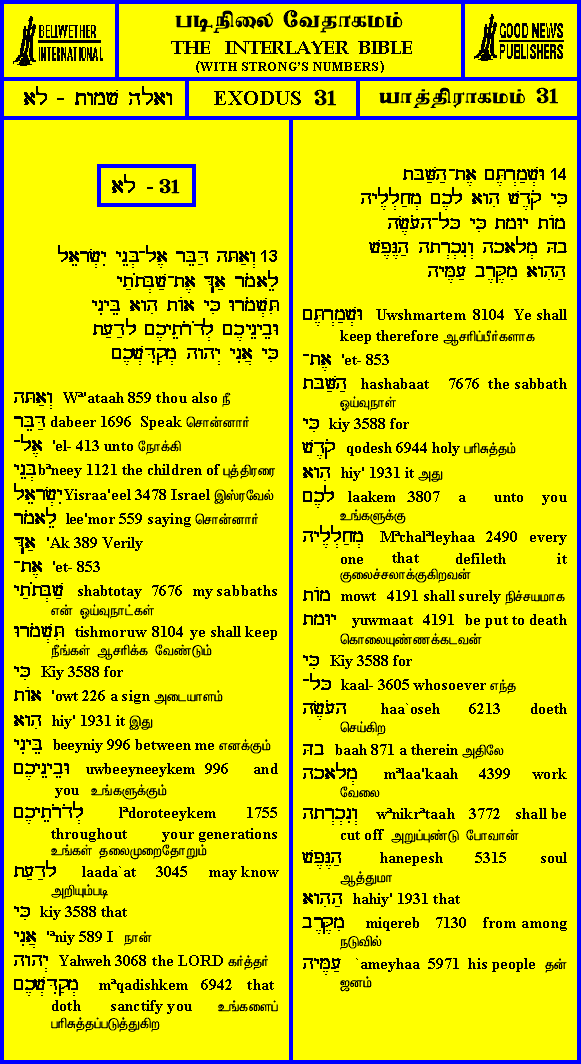 BELLWETHER
INTERNATIONAL
படிநிலை வேதாகமம்
THE INTERLAYER BIBLE
(WITH STRONG'S NUMBERS)
GOOD NEWS
PUBLISHERS
ואלה שמות - לא
EXODUS 31
யாத்திராகமம் 31
לא - 31
13 וְאַתָּה דַּבֵּר אֶל־בְּנֵי יִשְׂרָאֵל
לֵאמֹר אַךְ אֶת־שַׁבְּתֹתַי
תִּשְׁמֹרוּ כִּי אוֹת הִוא בֵּינִי
וּבֵינֵיכֶם לְדֹרֹתֵיכֶם לָדַעַת
כִּי אֲנִי יְהוָה מְקַדִּשְׁכֶם
וְאַתָּה Wª'ataah 859 thou also நீ
דַּבֵּר dabeer 1696 Speak சொன்னார்
אֶל־ 'el- 413 unto நோக்கி
בְּנֵי bªneey 1121 the children of புத்திரரை
יִשְׂרָאֵל Yisraa'eel 3478 Israel இஸ்ரவேல்
לֵאמֹר lee'mor 559 saying சொன்னார்
אַךְ 'Ak 389 Verily
אֶת־ 'et- 853
שַׁבְּתֹתַי shabtotay 7676 my sabbaths
என் ஓய்வுநாட்கள்
תִּשְׁמֹרוּ tishmoruw 8104 ye shall keep
நீங்கள் ஆசரிக்க வேண்டும்
כִּי Kiy 3588 for
אוֹת 'owt 226 a sign அடையாளம்
הִוא hiy' 1931 it இது
בֵּינִי beeyniy 996 between me எனக்கும்
וּבֵינֵיכֶם uwbeeyneeykem 996 and
you உங்களுக்கும்
לְדֹרֹתֵיכֶם lªdoroteeykem 1755
throughout your generations
உங்கள் தலைமுறைதோறும்
לָדַעַת laada`at 3045 may know
அறியும்படி
כִּי kiy 3588 that
אֲנִי 'ªniy 589 I நான்
יְהוָה Yahweh 3068 the LORD கர்த்தர்
מְקַדִּשְׁכֶם mªqadishkem 6942 that
doth sanctify you உங்களைப்
பரிசுத்தப்படுத்துகிற
14 וּשְׁמַרְתֶּם אֶת־הַשַּׁבָּת
כִּי קֹדֶשׁ הִוא לָכֶם מְחַלְלֶיהָ
מוֹת יוּמָת כִּי כָּל־הָעֹשֶׂה
בָהּ מְלָאכָה וְנִכְרְתָה הַנֶּפֶשׁ
הַהִוא מִקֶּרֶב עַמֶּיהָ
וּשְׁמַרְתֶּם Uwshmartem 8104 Ye shall
keep therefore ஆசரிப்பீர்களாக
אֶת־ 'et- 853
הַשַּׁבָּת hashabaat 7676 the sabbath
ஓய்வுநாள்
כִּי kiy 3588 for
קֹדֶשׁ qodesh 6944 holy பரிசுத்தம்
הִוא hiy' 1931 it அது
לָכֶם laakem 3807 a unto you
உங்களுக்கு
מְחַלְלֶיהָ Mªchalªleyhaa 2490 every
one that defileth it
குலைச்சலாக்குகிறவன்
מוֹת mowt 4191 shall surely நிச்சயமாக
יוּמָת yuwmaat 4191 be put to death
கொலையுண்ணக்கடவன்
כִּי Kiy 3588 for
כָּל־ kaal- 3605 whosoever எந்த
הָעֹשֶׂה haa`oseh 6213 doeth
செய்கிற
בָהּ baah 871 a therein அதிலே
מְלָאכָה mªlaa'kaah 4399 work
வேலை
וְנִכְרְתָה wªnikrªtaah 3772 shall be
cut off அறுப்புண்டு போவான்
הַנֶּפֶשׁ hanepesh 5315 soul
ஆத்துமா
הַהִוא hahiy' 1931 that
מִקֶּרֶב miqereb 7130 from among
நடுவில்
עַמֶּיהָ `ameyhaa 5971 his people தன்
ஜனம்